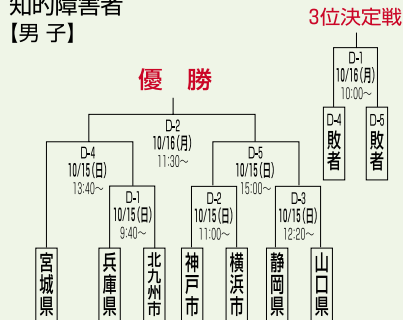 知的障害者
【男 子】
3位決定戦
D-1
10/16(月)
10:00～
D-4
敗者
D-5
敗者
優 勝
D-2
10/16(月)
11:30～
D-4
10/15(日)
13:40～
D-5
10/15(日)
15:00～
D-1
10/15(日)
9:40～
D-2
10/15(日)
11:00～
D-3
10/15(日)
12:20～
宮城県
兵庫県
北九州市
神戸市
横浜市
静岡県
山口県